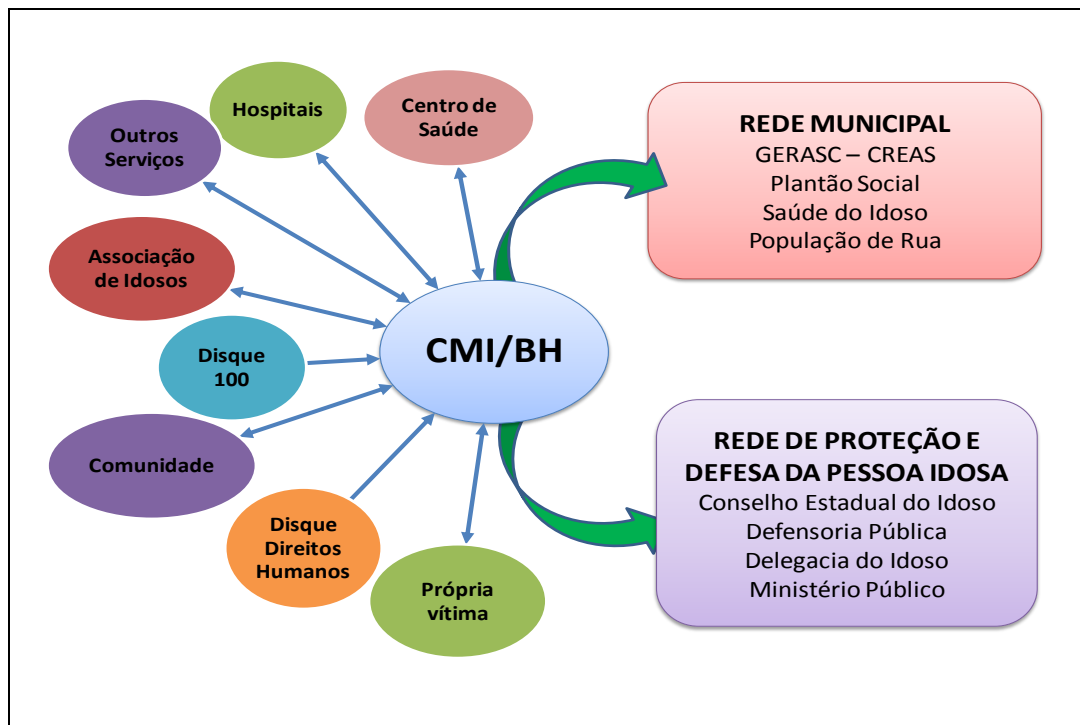 Hospitais
Centro de
Saúde
Outros
Serviços
Associação
de Idosos
Disque
100
Comunidade
Disque
Direitos
Humanos
Própria
vítima
CMI/BH
REDE MUNICIPAL
GERASC – CREAS
Plantão Social
Saúde do Idoso
População de Rua
REDE DE PROTEÇÃO E
DEFESA DA PESSOA IDOSA
Conselho Estadual do Idoso
Defensoria Pública
Delegacia do Idoso
Ministério Público